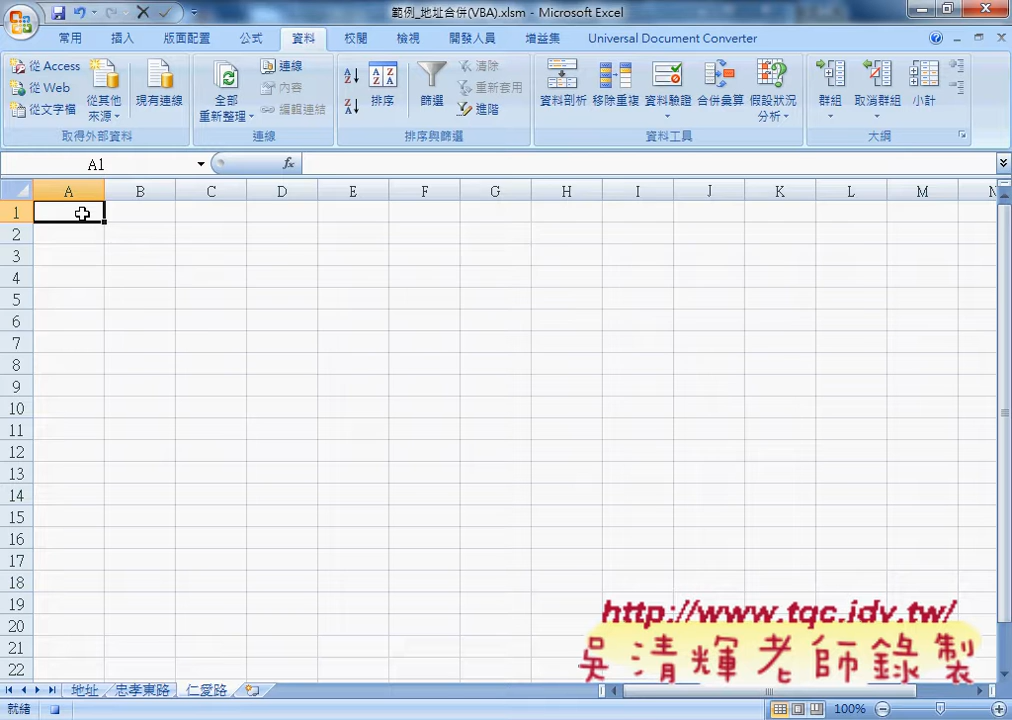 範例_地址合併(VBA).xlsm - Microsoft Excel
常用 插入 版面配置 公式 資料 校閱 檢視 開發人員 增益集 Universal Document Converter
從 Access
從 Web
從文字檔
從其他
來源
現有連線
取得外部資料
全部
重新整理
連線
內容
編輯連結
連線
排序
篩選
清除
重新套用
進階
排序與篩選
資料剖析
移除重複
資料驗證
合併彙算
假設狀況
分析
資料工具
群組
取消群組
小計
大綱
A1
fx
A B C D E F G H I J K L M N
1
2
3
4
5
6
7
8
9
10
11
12
13
14
15
16
17
18
19
20
21
22
http://www.tqc.idv.tw/
吳清輝老師錄製
地址 忠孝東路 仁愛路
就緒
100%